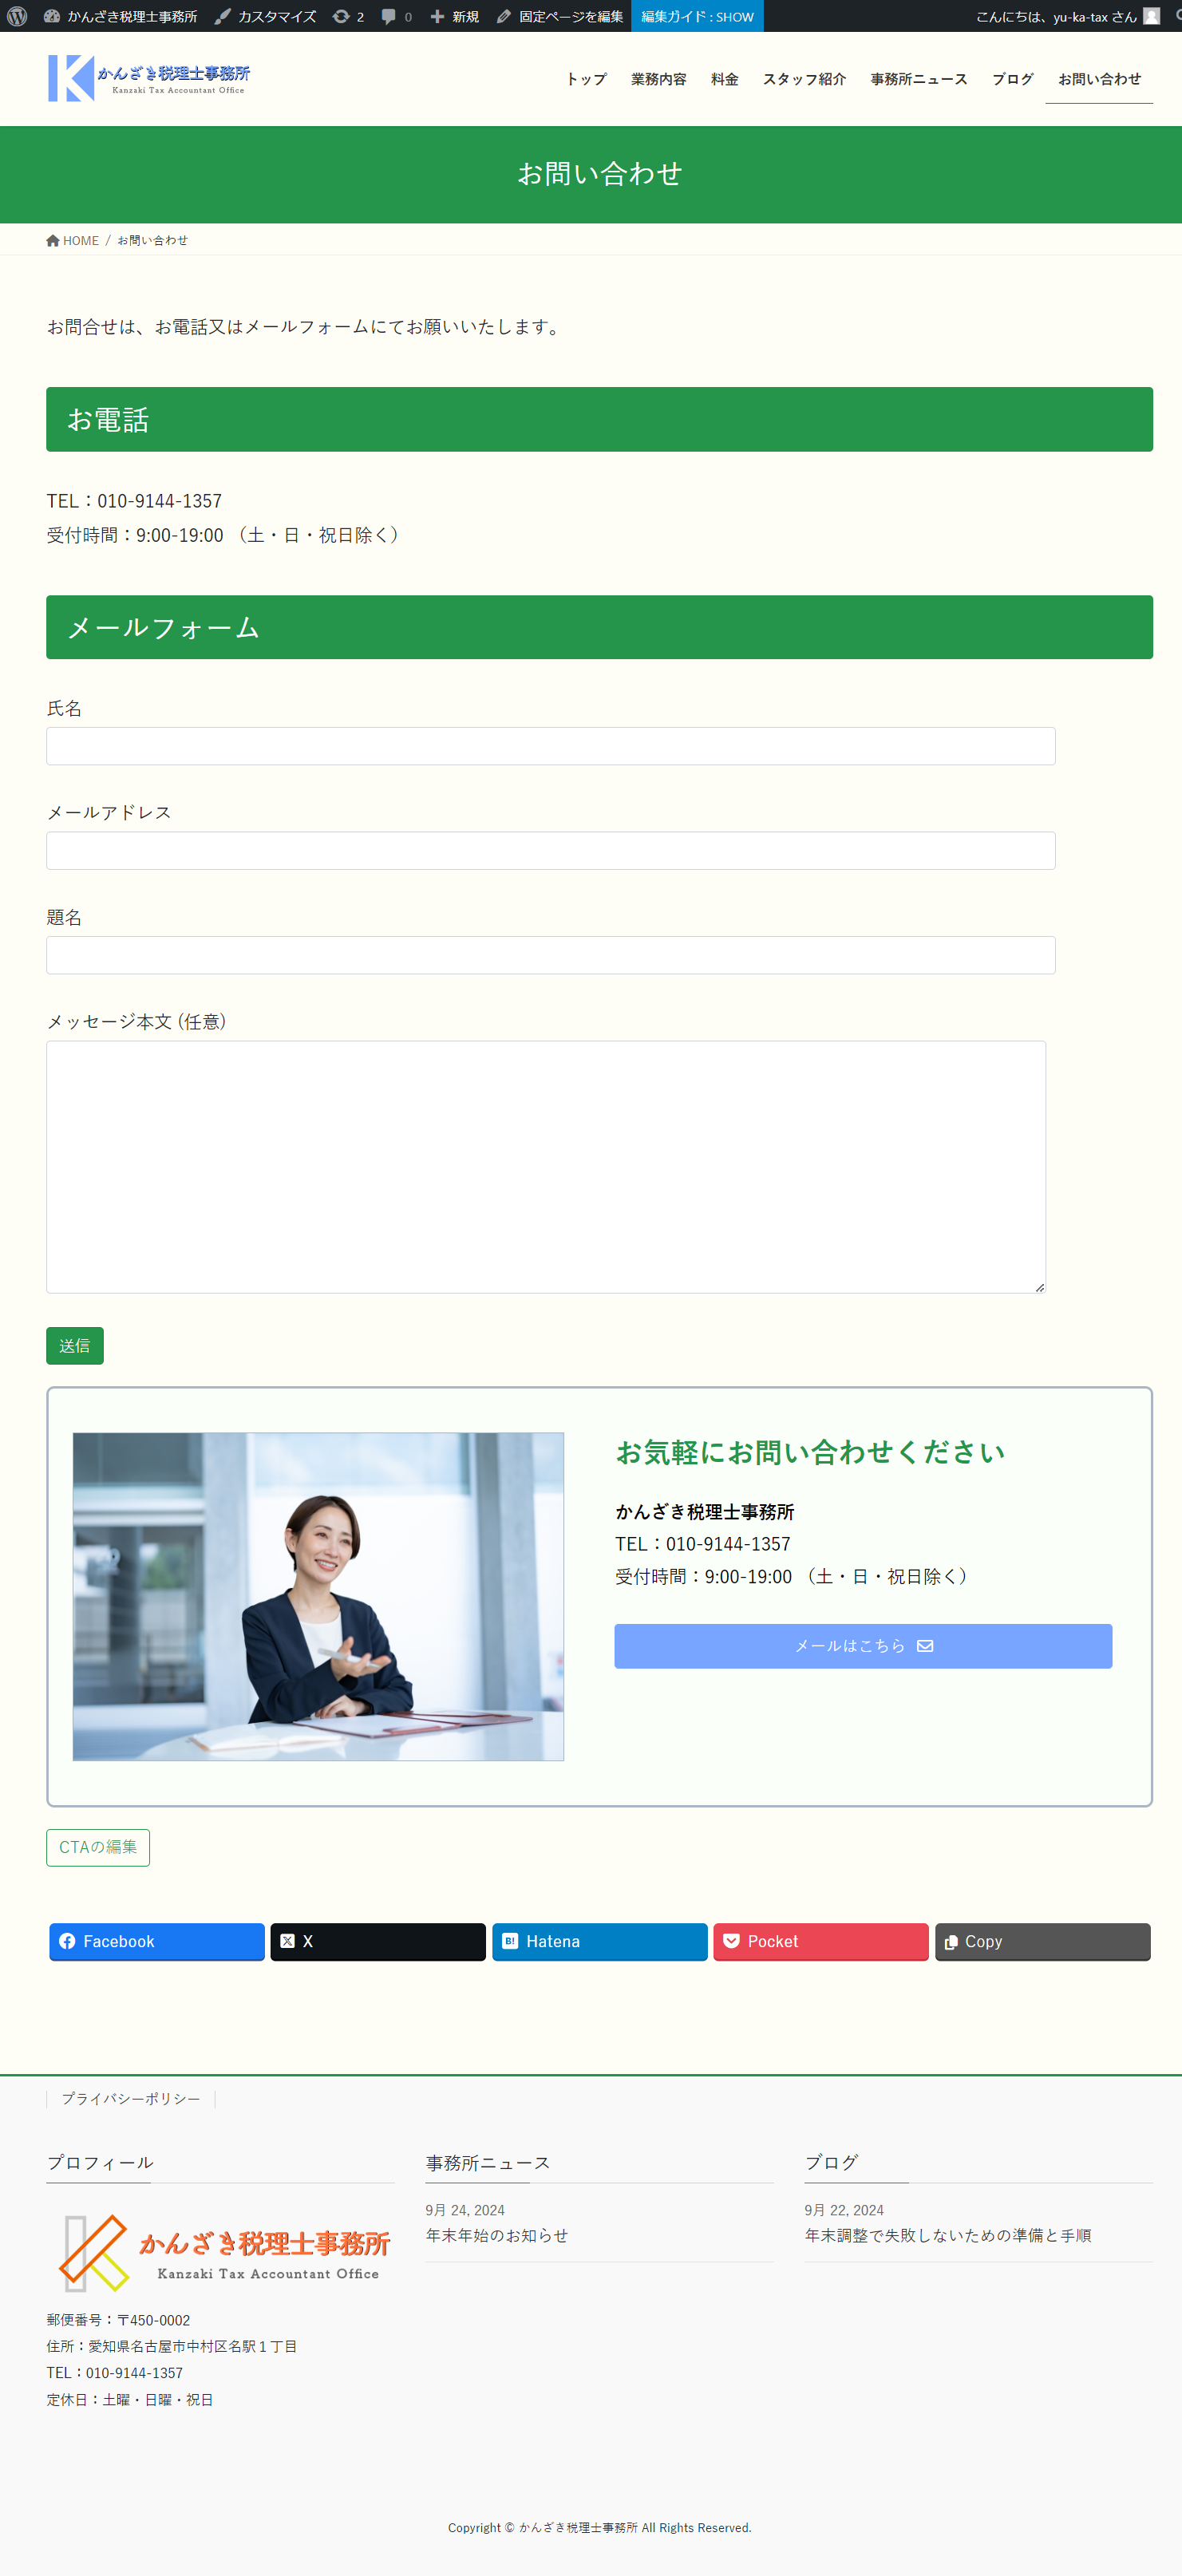 かんざき税理士事務所 カスタマイズ 2 0 新規 固定ページを編集 編集ガイド : SHOW こんにちは、yu-ka-tax さん
かんざき税理士事務所
Kanzaki Tax Accountant Office
トップ 業務内容 料金 スタッフ紹介 事務所ニュース ブログ お問い合わせ
お問い合わせ
HOME / お問い合わせ
お問合せは、お電話又はメールフォームにてお願いいたします。
お電話
TEL：010-9144-1357
受付時間：9:00-19:00 （土・日・祝日除く）
メールフォーム
氏名
メールアドレス
題名
メッセージ本文 (任意)
送信
お気軽にお問い合わせください
かんざき税理士事務所
TEL：010-9144-1357
受付時間：9:00-19:00 （土・日・祝日除く）
メールはこちら
CTAの編集
Facebook X Hatena Pocket Copy
プライバシーポリシー
プロフィール
かんざき税理士事務所
Kanzaki Tax Accountant Office
郵便番号：〒450-0002
住所：愛知県名古屋市中村区名駅１丁目
TEL：010-9144-1357
定休日：土曜・日曜・祝日
事務所ニュース
9月 24, 2024
年末年始のお知らせ
ブログ
9月 22, 2024
年末調整で失敗しないための準備と手順
Copyright © かんざき税理士事務所 All Rights Reserved.